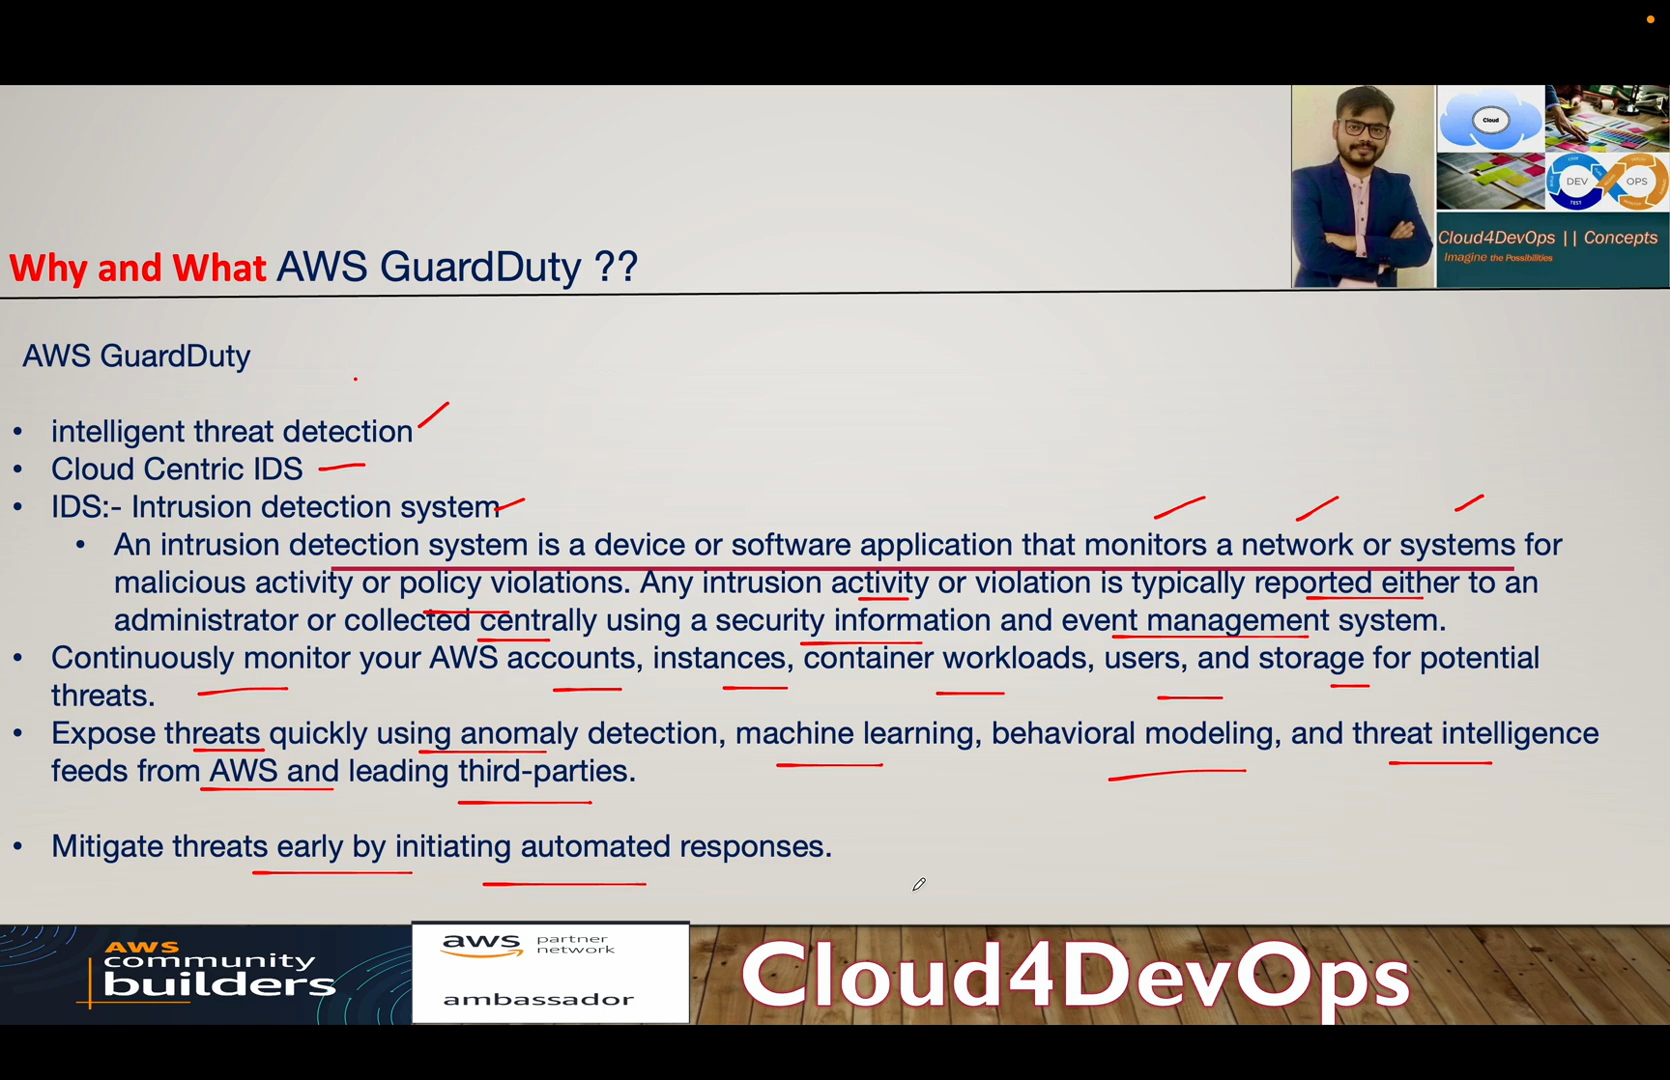 Cloud
DEV
OPS
TEST
Cloud4DevOps || Concepts
Imagine the Possibilities
Why and What AWS GuardDuty ??
AWS GuardDuty
• intelligent threat detection
• Cloud Centric IDS
• IDS:- Intrusion detection system
• An intrusion detection system is a device or software application that monitors a network or systems for
malicious activity or policy violations. Any intrusion activity or violation is typically reported either to an
administrator or collected centrally using a security information and event management system.
• Continuously monitor your AWS accounts, instances, container workloads, users, and storage for potential
threats.
• Expose threats quickly using anomaly detection, machine learning, behavioral modeling, and threat intelligence
feeds from AWS and leading third-parties.
• Mitigate threats early by initiating automated responses.
AWS
community
builders
aws partner
network
ambassador
Cloud4DevOps